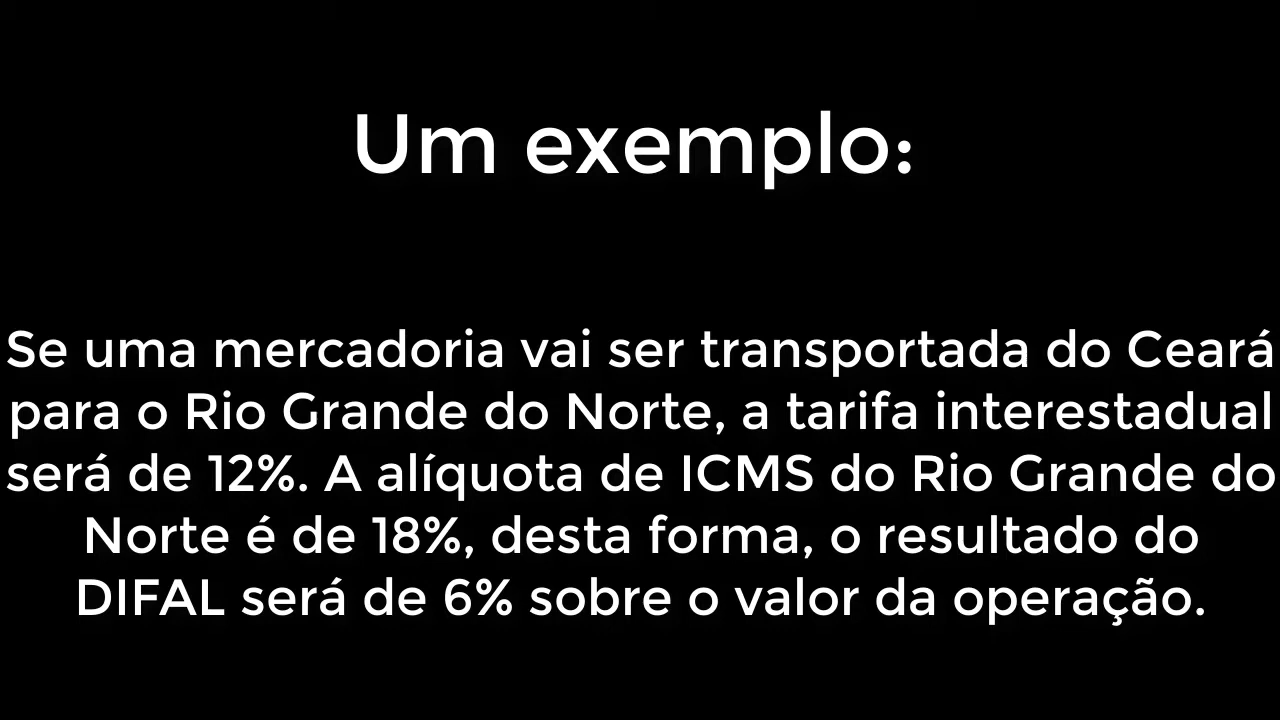 Um exemplo:
Se uma mercadoria vai ser transportada do Ceará
para o Rio Grande do Norte, a tarifa interestadual
será de 12%. A alíquota de ICMS do Rio Grande do
Norte é de 18%, desta forma, o resultado do
DIFAL será de 6% sobre o valor da operação.